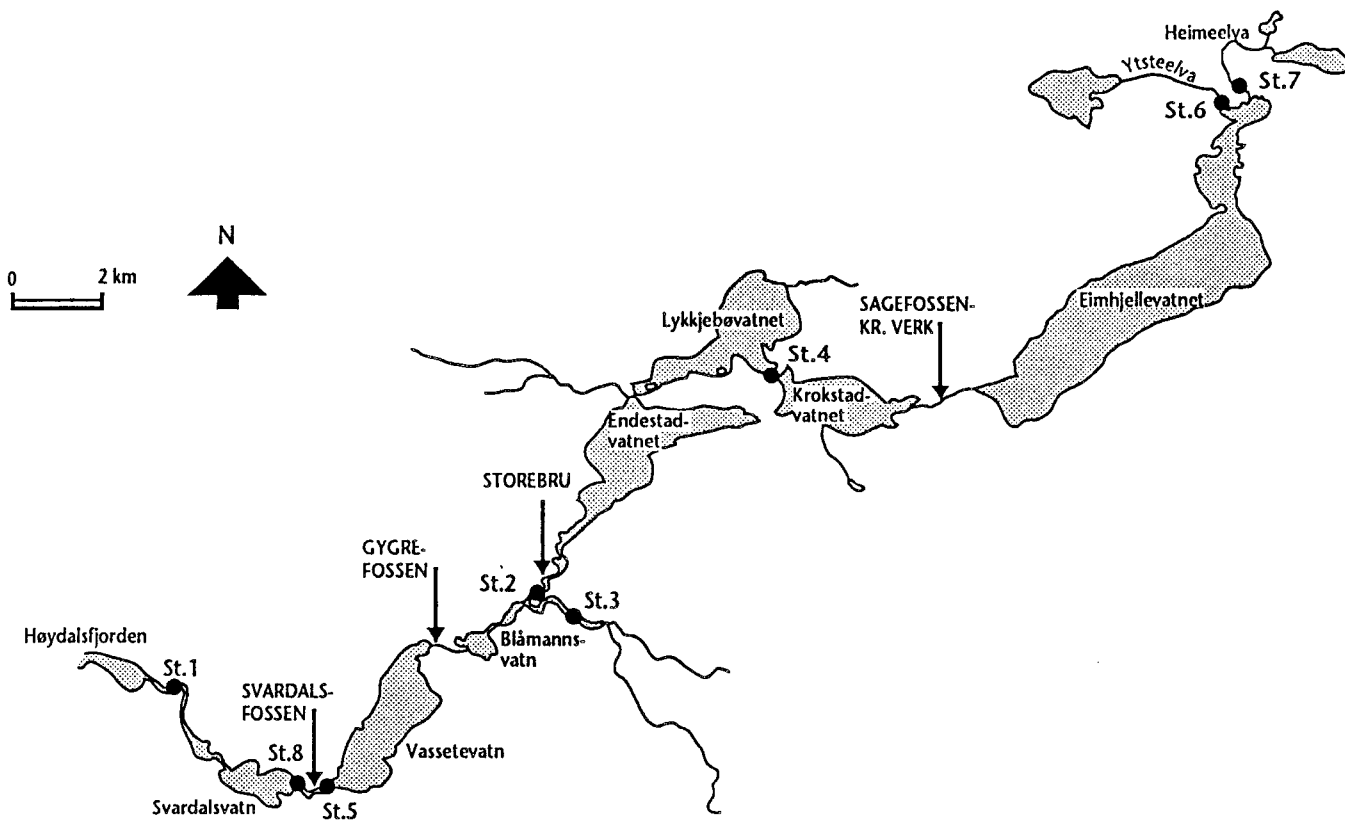 Heimeelva
Ytsteelva
St.7
St.6
N
0 2 km
Lykkjebøvatnet
SAGEFOSSEN-
KR. VERK
Eimhjellevatnet
St.4
Krokstad-
vatnet
Endestad-
vatnet
STOREBRU
GYGRE-
FOSSEN
St.2
St.3
Blåmanns-
vatn
Høydalsfjorden
St.1
SVARDALS-
FOSSEN
St.8
Vassetevatn
Svardalsvatn
St.5